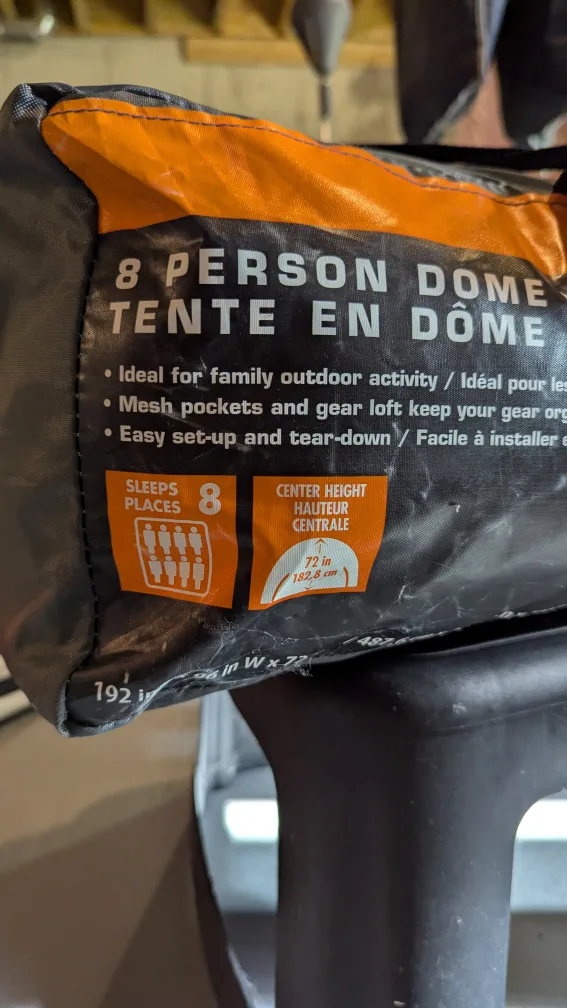 8 PERSON DOME
TENTE EN DÔME
• Ideal for family outdoor activity / Idéal pour les
• Mesh pockets and gear loft keep your gear org
• Easy set-up and tear-down / Facile à installer e
SLEEPS
PLACES 8
CENTER HEIGHT
HAUTEUR
CENTRALE
72 in
182,8 cm
192 in W x 72